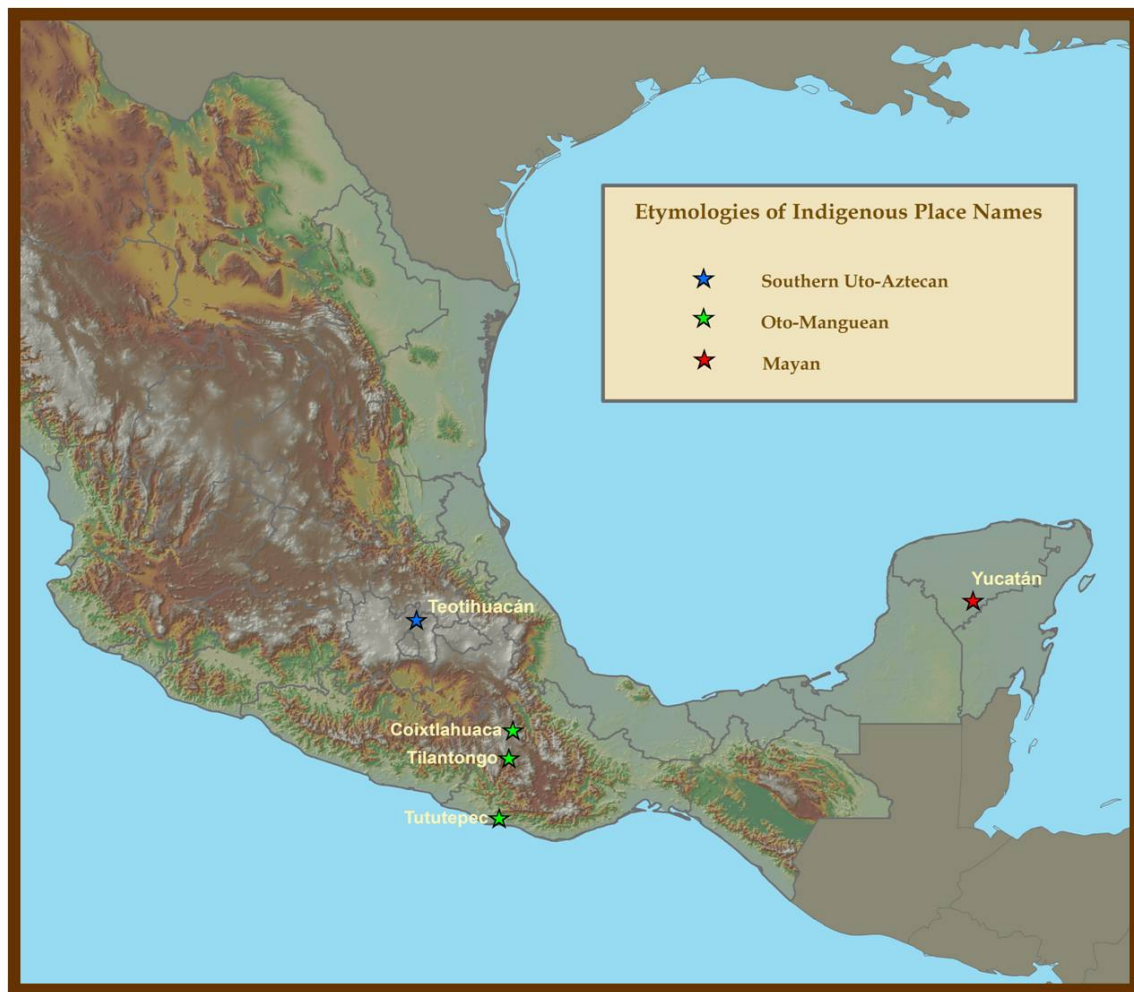 Etymologies of Indigenous Place Names
Southern Uto-Aztecan
Oto-Manguean
Mayan
Yucatán
Teotihuacán
Coixtlahuaca
Tilantongo
Tututepec